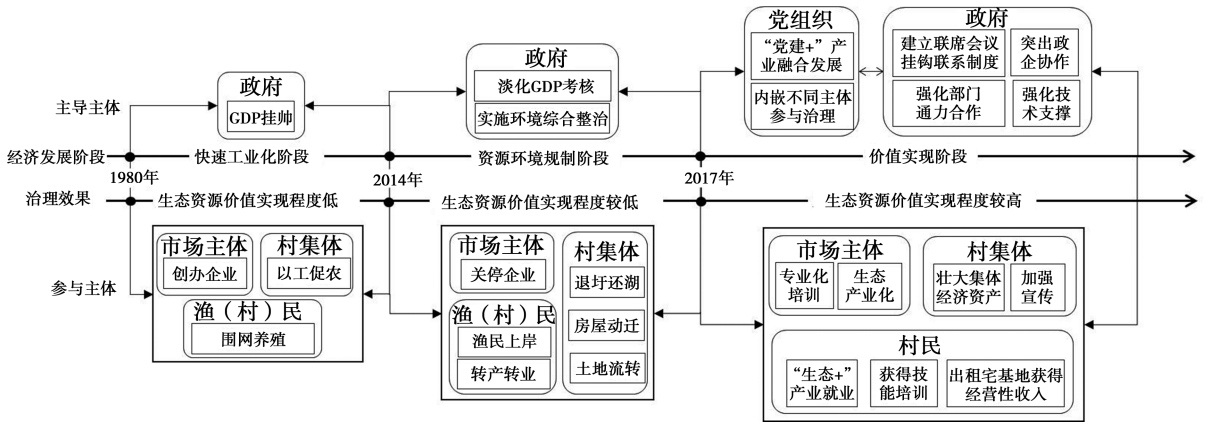 党组织
“党建+”产
业融合发展
内嵌不同主体
参与治理
政府
建立联席会议
挂钩联系制度
突出政
企协作
强化部门
通力合作
强化技
术支撑
政府
淡化GDP考核
实施环境综合整治
政府
GDP挂帅
主导主体
经济发展阶段
快速工业化阶段
资源环境规制阶段
价值实现阶段
1980年
2014年
2017年
治理效果
生态资源价值实现程度低
生态资源价值实现程度较低
生态资源价值实现程度较高
参与主体
市场主体
创办企业
村集体
以工促农
渔（村）民
围网养殖
市场主体
关停企业
渔（村）民
渔民上岸
转产转业
村集体
退圩还湖
房屋动迁
土地流转
市场主体
专业化
培训
生态
产业化
村集体
壮大集体
经济资产
加强
宣传
村民
“生态+”
产业就业
获得技
能培训
出租宅基地获得
经营性收入